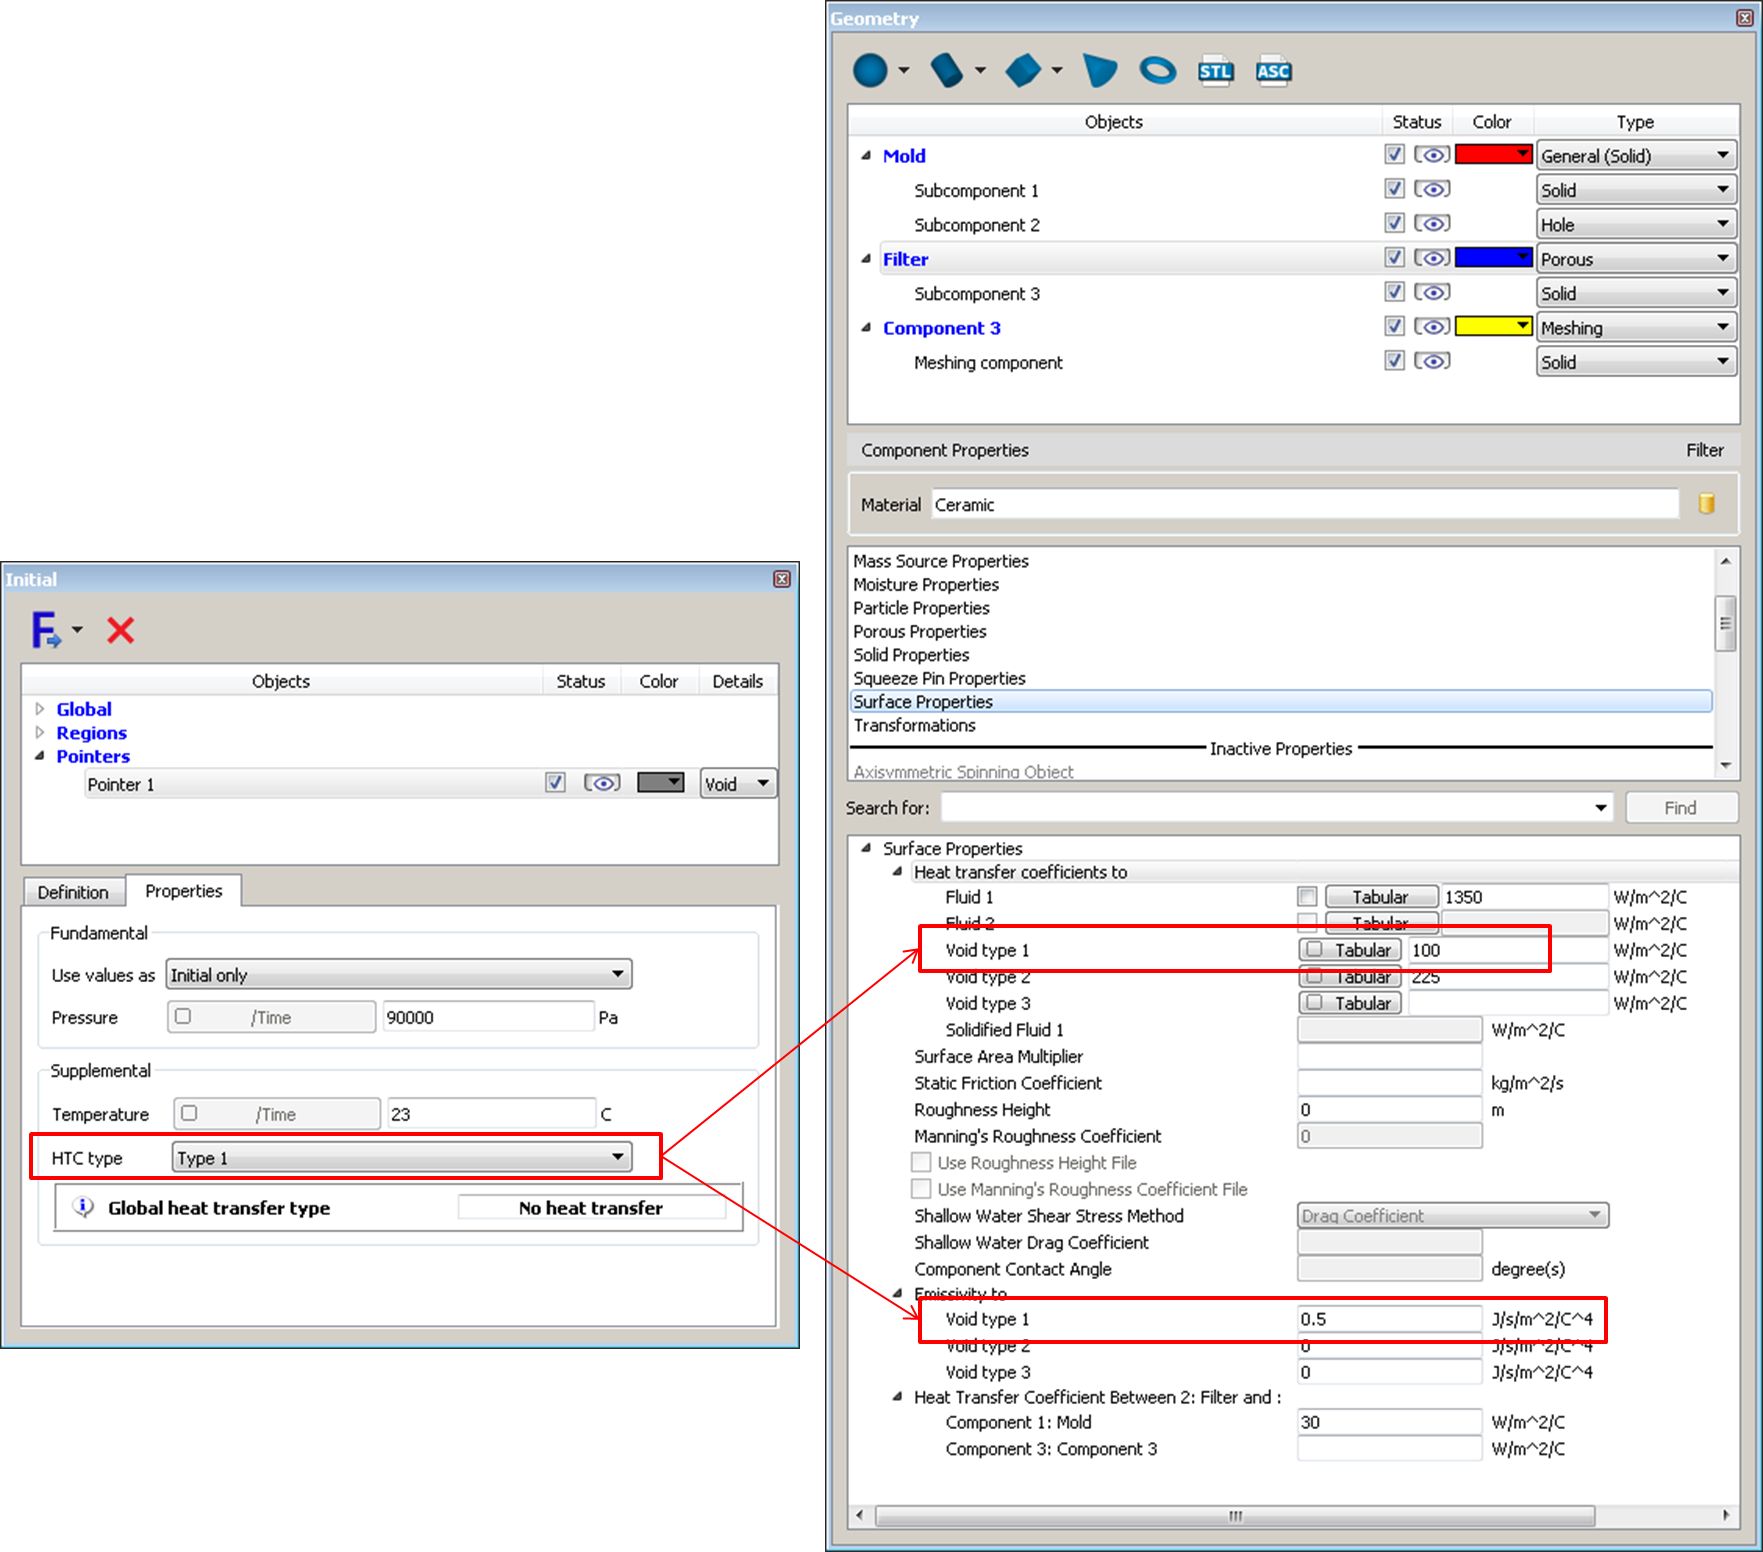 Geometry
STL
ASC
Objects Status Color Type
Mold General (Solid)
Subcomponent 1 Solid
Subcomponent 2 Hole
Filter Porous
Subcomponent 3 Solid
Component 3 Meshing
Meshing component Solid
Component Properties Filter
Material Ceramic
Mass Source Properties
Moisture Properties
Particle Properties
Porous Properties
Solid Properties
Squeeze Pin Properties
Surface Properties
Transformations
Inactive Properties
Axisymmetric Spinning Object
Search for: Find
Surface Properties
Heat transfer coefficients to
Fluid 1 Tabular 1350 W/m^2/C
Fluid 2 Tabular W/m^2/C
Void type 1 Tabular 100 W/m^2/C
Void type 2 Tabular 225 W/m^2/C
Void type 3 Tabular W/m^2/C
Solidified Fluid 1 W/m^2/C
Surface Area Multiplier
Static Friction Coefficient kg/m^2/s
Roughness Height 0 m
Manning's Roughness Coefficient 0
Use Roughness Height File
Use Manning's Roughness Coefficient File
Shallow Water Shear Stress Method Drag Coefficient
Shallow Water Drag Coefficient
Component Contact Angle degree(s)
Emissivity to
Void type 1 0.5 J/s/m^2/C^4
Void type 2 0 J/s/m^2/C^4
Void type 3 0 J/s/m^2/C^4
Heat Transfer Coefficient Between 2: Filter and :
Component 1: Mold 30 W/m^2/C
Component 3: Component 3 W/m^2/C
Initial
F
Objects Status Color Details
Global
Regions
Pointers
Pointer 1 Void
Definition Properties
Fundamental
Use values as Initial only
Pressure /Time 90000 Pa
Supplemental
Temperature /Time 23 C
HTC type Type 1
Global heat transfer type No heat transfer